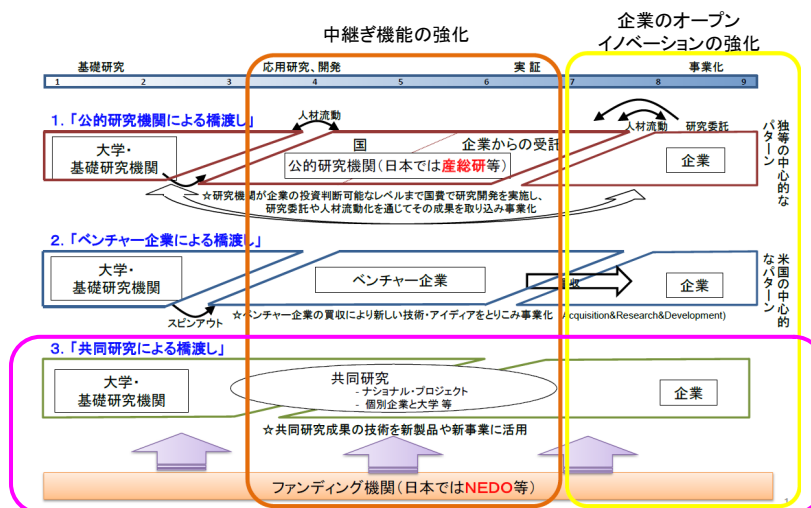 中継ぎ機能の強化
企業のオープン
イノベーションの強化
基礎研究
応用研究、開発
実証
事業化
1 2 3 4 5 6 7 8 9
1.「公的研究機関による橋渡し」
人材流動
人材流動
研究委託
国
企業からの受託
大学・
基礎研究機関
公的研究機関(日本では産総研等)
企業
独等の中心的な
パターン
☆研究機関が企業の投資判断可能なレベルまで国費で研究開発を実施し、
研究委託や人材流動化を通じてその成果を取り込み事業化
2.「ベンチャー企業による橋渡し」
大学・
基礎研究機関
ベンチャー企業
収
企業
米国の中心的
なパターン
スピンアウト
☆ベンチャー企業の買収により新しい技術・アイディアをとりこみ事業化
Acquisition&Research&Development)
3.「共同研究による橋渡し」
大学・
基礎研究機関
共同研究
- ナショナル・プロジェクト
- 個別企業と大学 等
企業
☆共同研究成果の技術を新製品や新事業に活用
ファンディング機関(日本ではNEDO等)
1